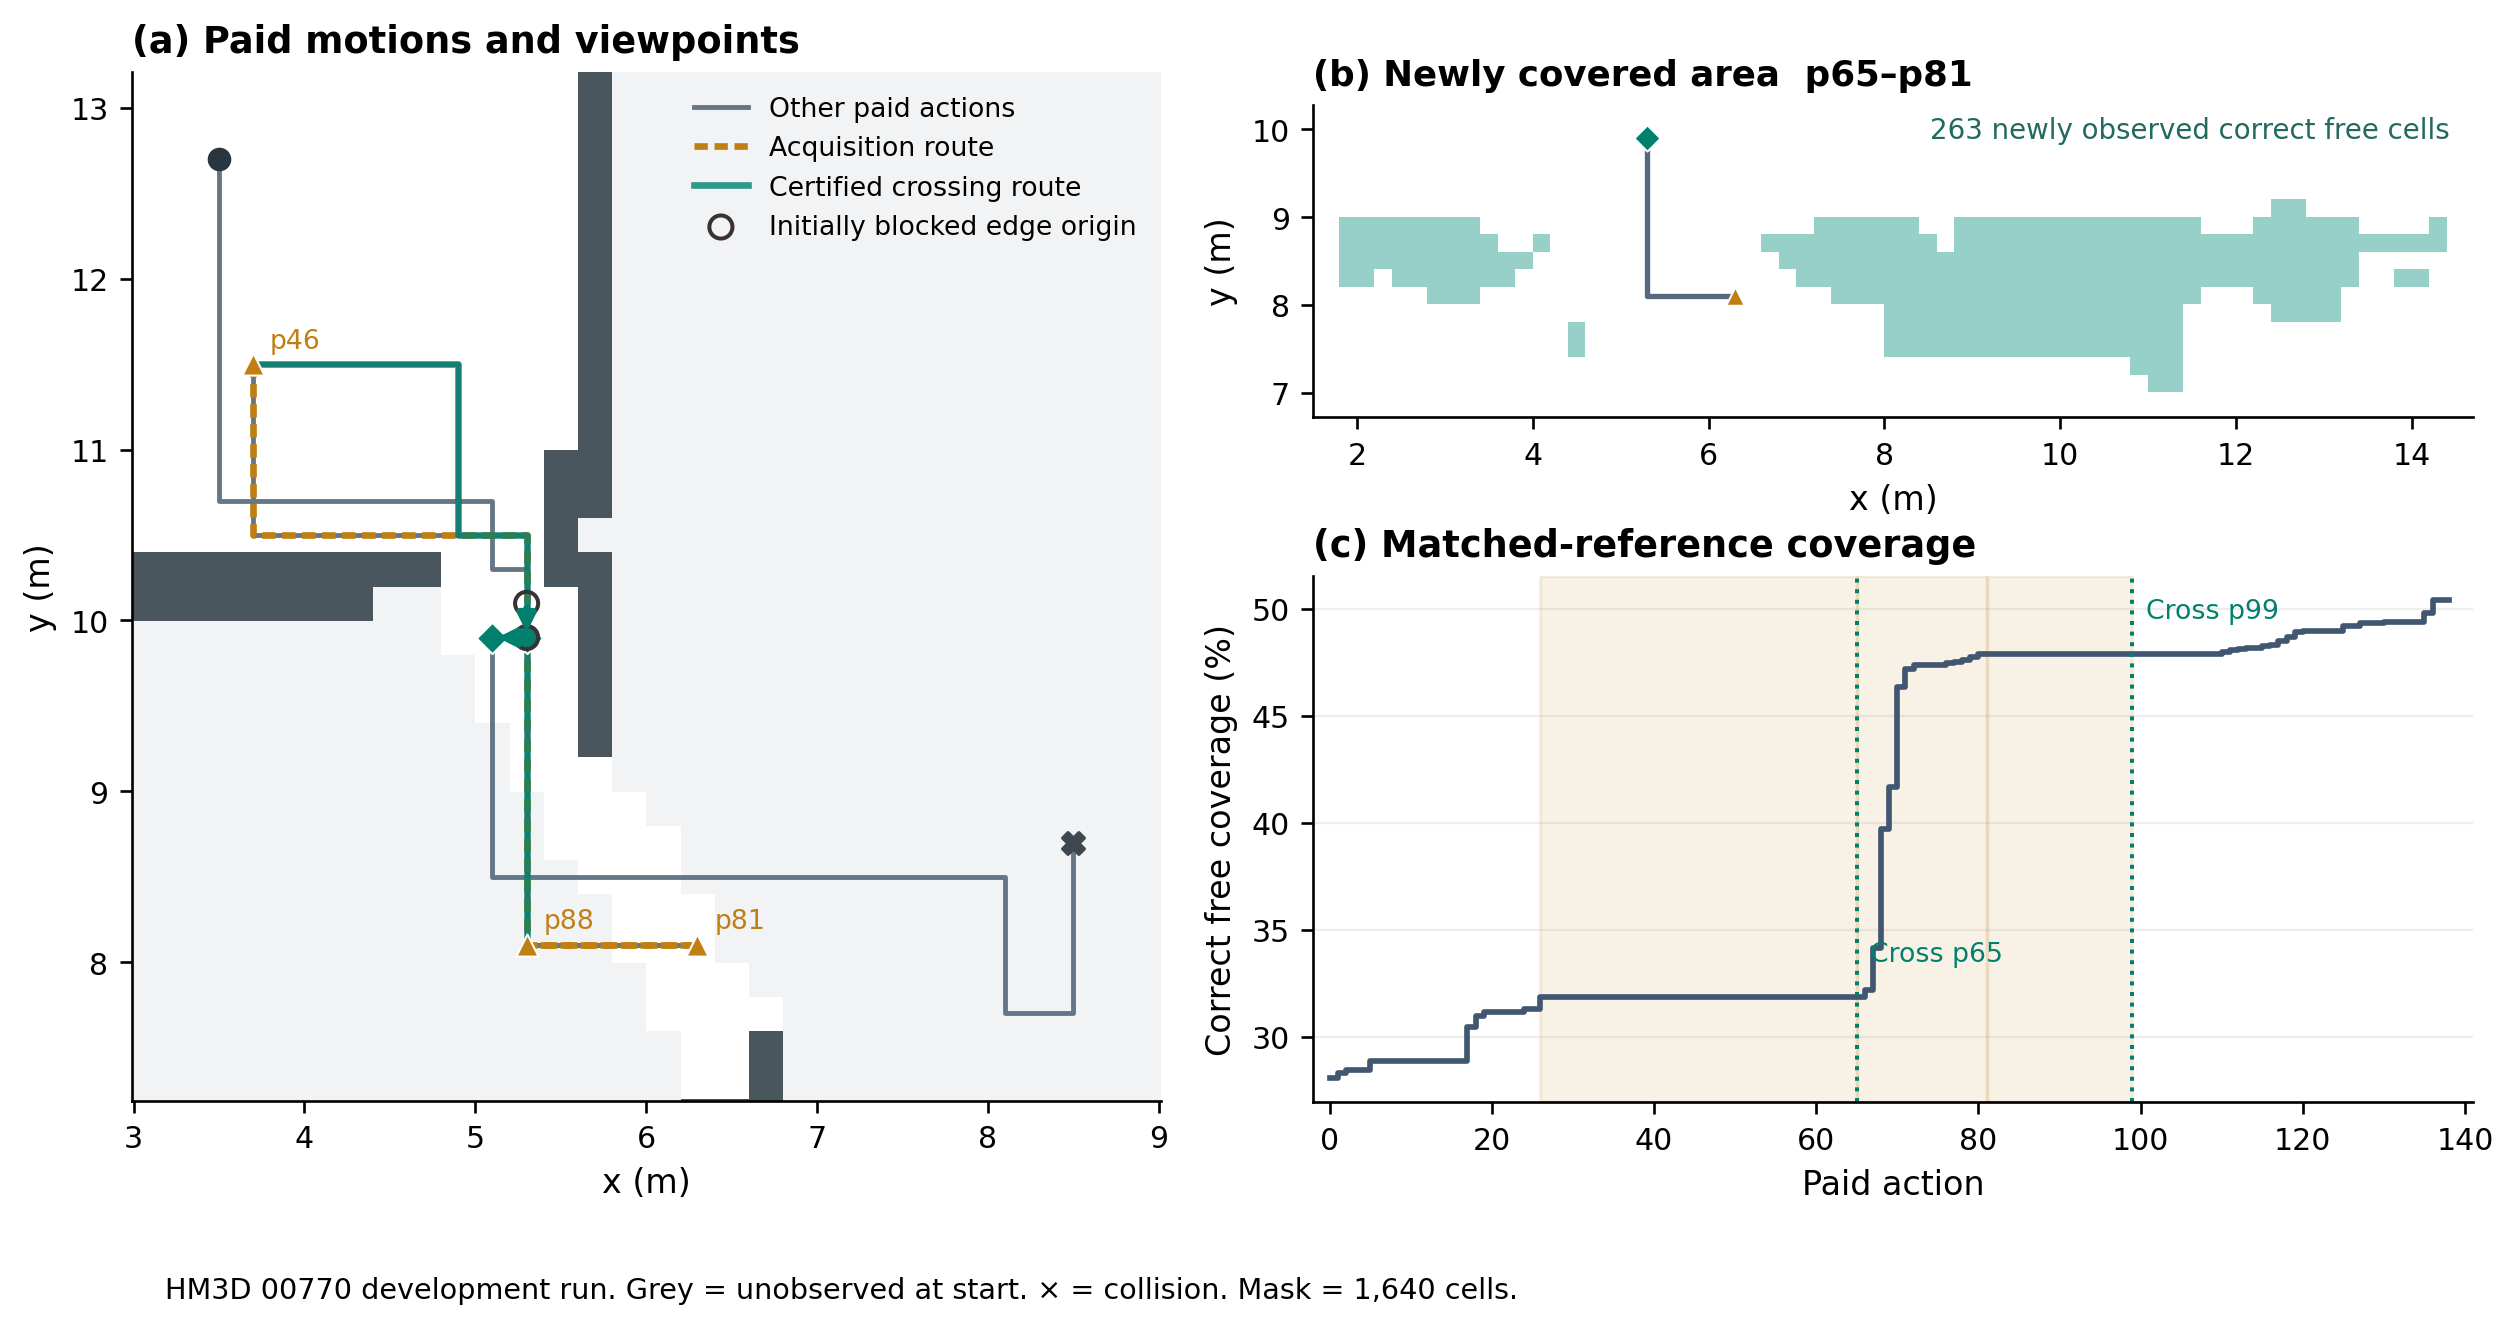 (a) Paid motions and viewpoints
Other paid actions
Acquisition route
Certified crossing route
Initially blocked edge origin
p46
p88
p81
13
12
11
10
9
8
y (m)
3
4
5
6
7
8
9
x (m)
(b) Newly covered area p65–p81
263 newly observed correct free cells
10
9
8
7
y (m)
2
4
6
8
10
12
14
x (m)
(c) Matched-reference coverage
Cross p99
Cross p65
50
45
40
35
30
Correct free coverage (%)
0
20
40
60
80
100
120
140
Paid action
HM3D 00770 development run. Grey = unobserved at start. × = collision. Mask = 1,640 cells.